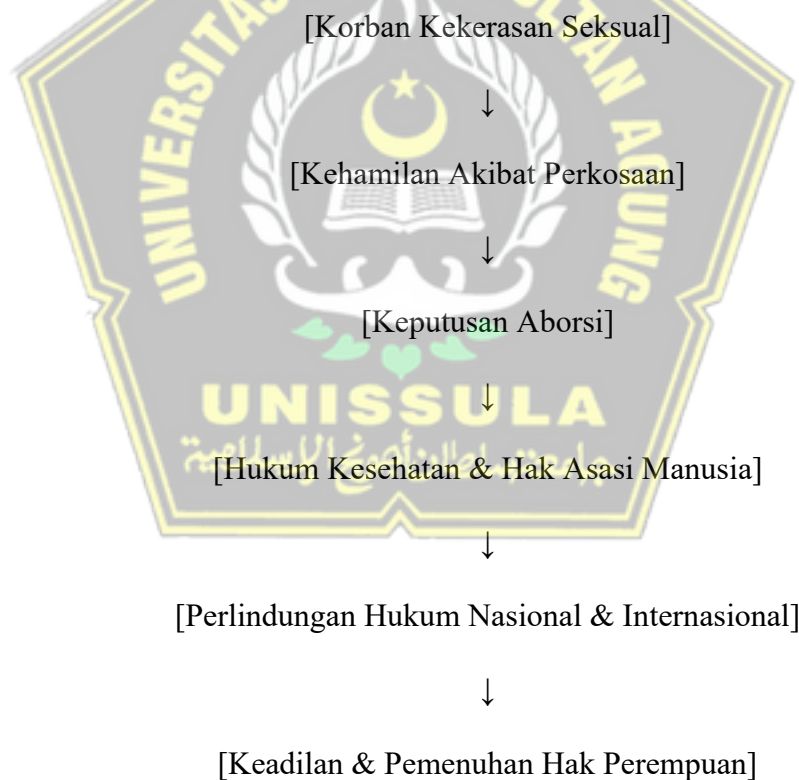 [Korban Kekerasan Seksual]
↓
[Kehamilan Akibat Perkosaan]
↓
[Keputusan Aborsi]
↓
UNISSULA
[Hukum Kesehatan & Hak Asasi Manusia]
↓
[Perlindungan Hukum Nasional & Internasional]
↓
[Keadilan & Pemenuhan Hak Perempuan]